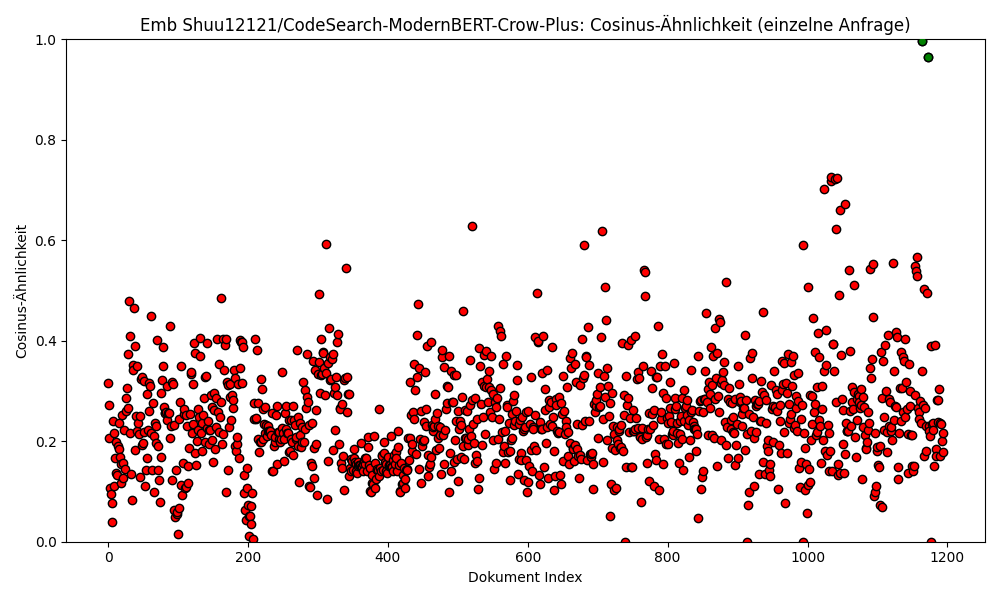 Emb Shuu12121/CodeSearch-ModernBERT-Crow-Plus: Cosinus-Ähnlichkeit (einzelne Anfrage)
1.0
0.8
0.6
0.4
0.2
0.0
Cosinus-Ähnlichkeit
0 200 400 600 800 1000 1200
Dokument Index